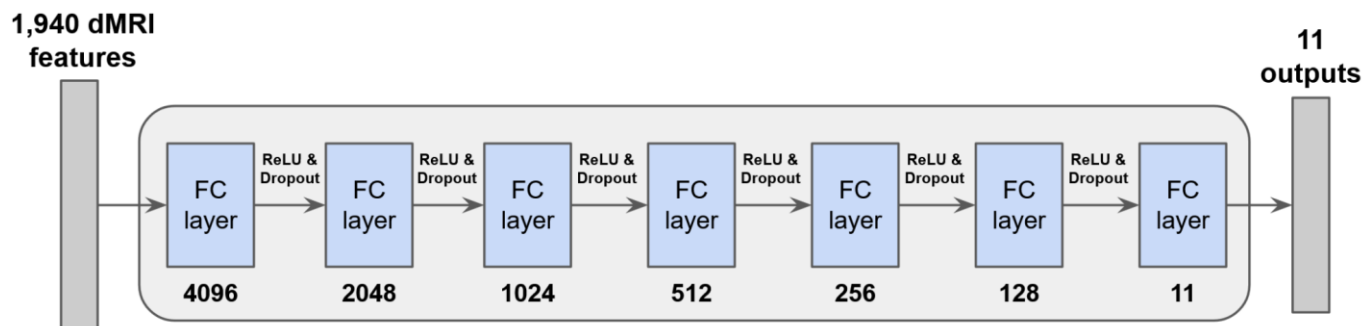 1,940 dMRI
features
11
outputs
ReLU &
Dropout
ReLU &
Dropout
ReLU &
Dropout
ReLU &
Dropout
ReLU &
Dropout
ReLU &
Dropout
FC
layer
FC
layer
FC
layer
FC
layer
FC
layer
FC
layer
FC
layer
4096
2048
1024
512
256
128
11